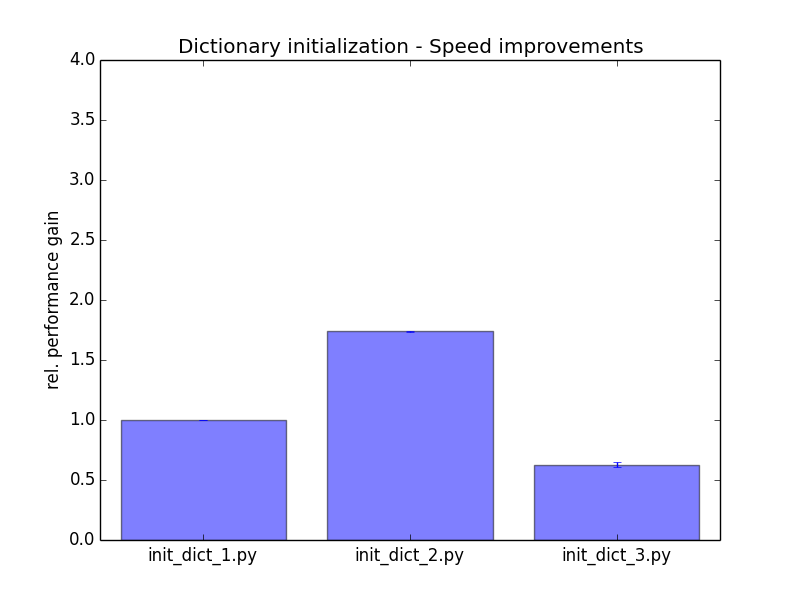 Dictionary initialization - Speed improvements
4.0
3.5
3.0
2.5
2.0
1.5
1.0
0.5
0.0
rel. performance gain
init_dict_1.py
init_dict_2.py
init_dict_3.py